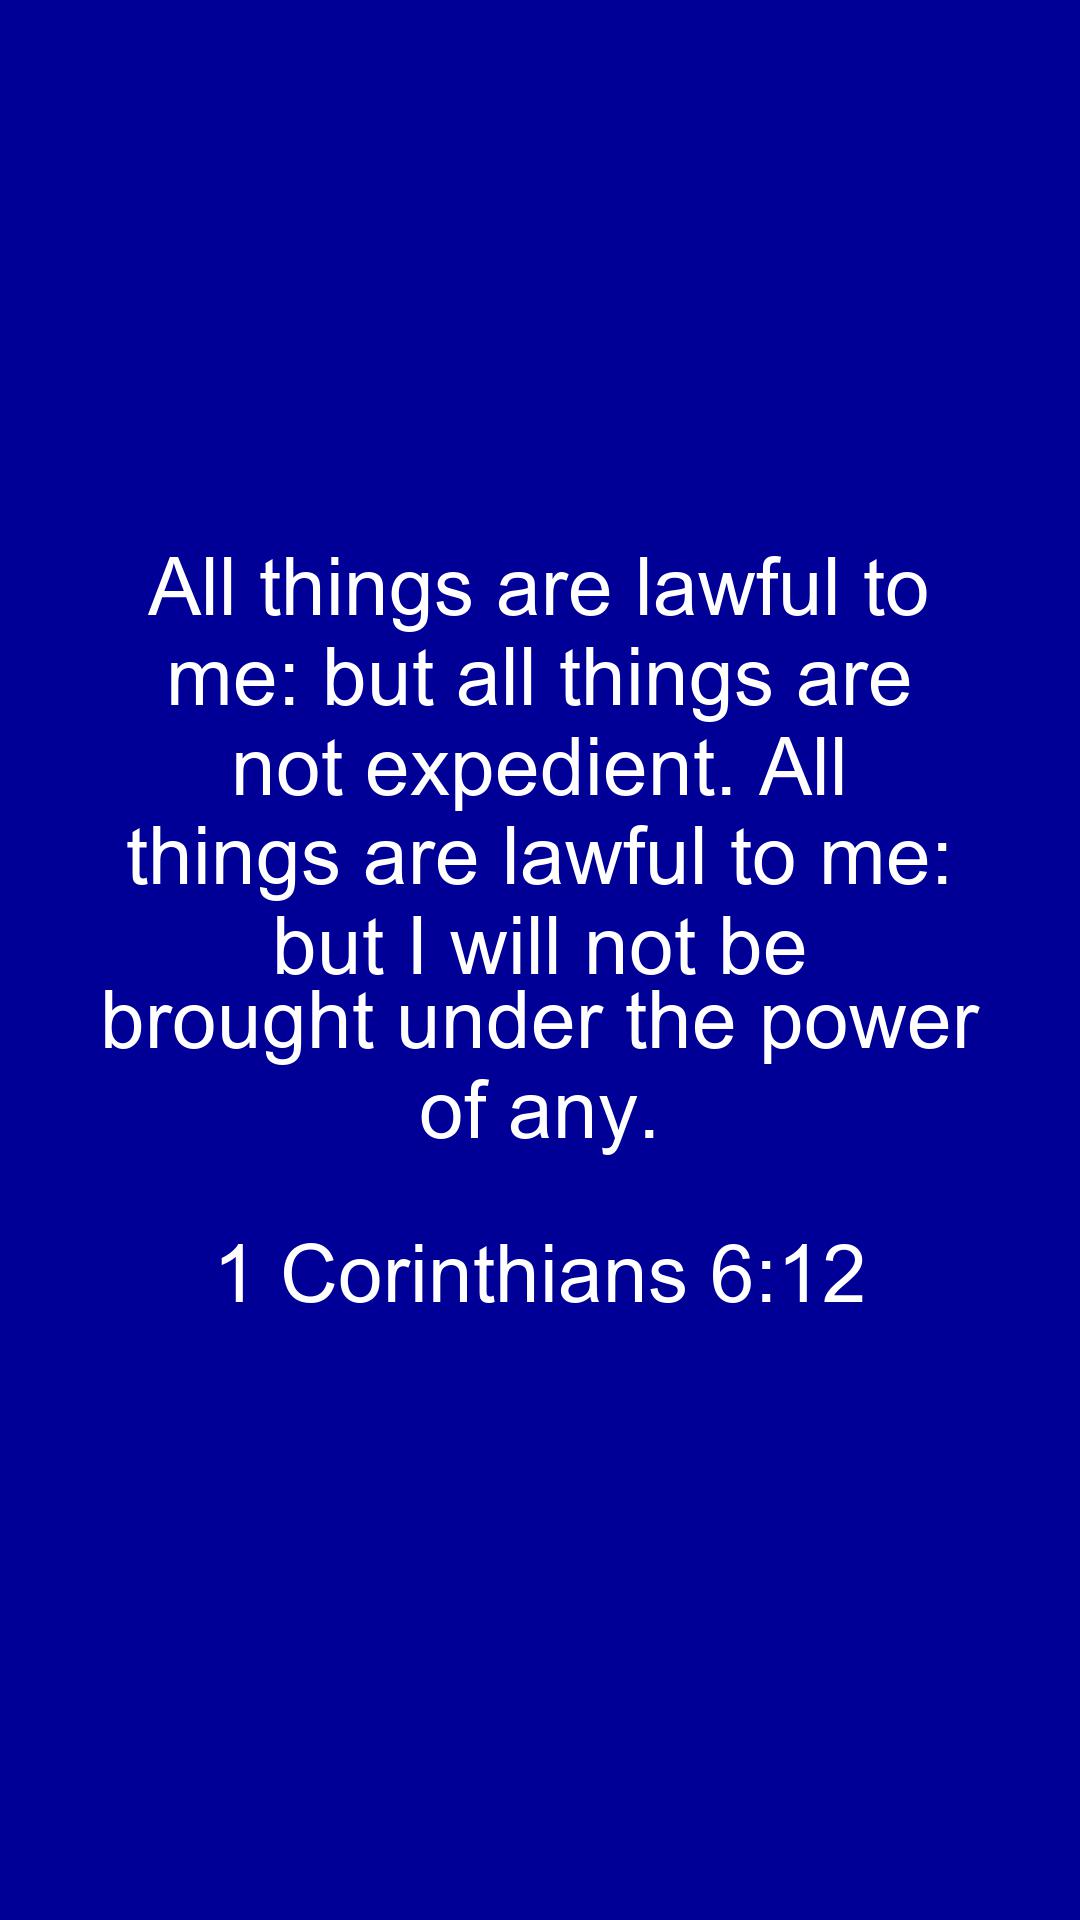 All things are lawful to
me: but all things are
not expedient. All
things are lawful to me:
but I will not be
brought under the power
of any.
1 Corinthians 6:12